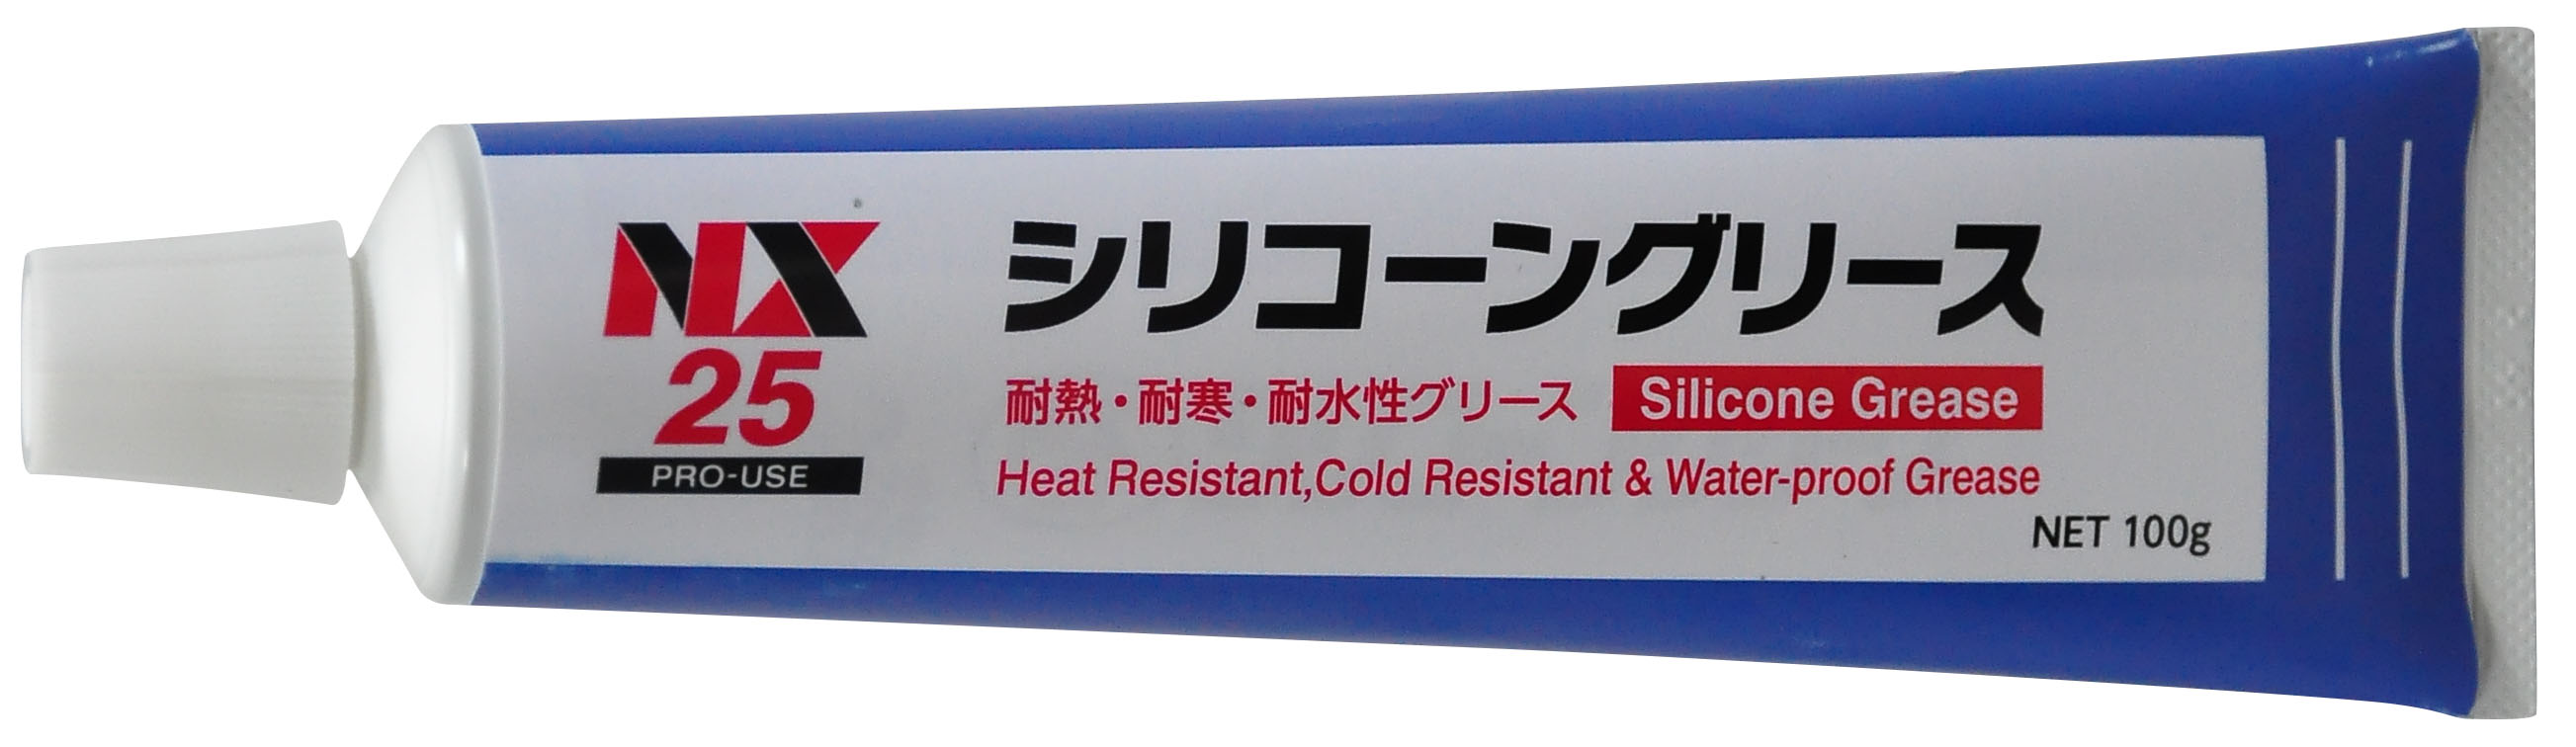 NX
25
PRO-USE
シリコーングリース
耐熱・耐寒・耐水性グリース Silicone Grease
Heat Resistant,Cold Resistant & Water-proof Grease
NET 100g